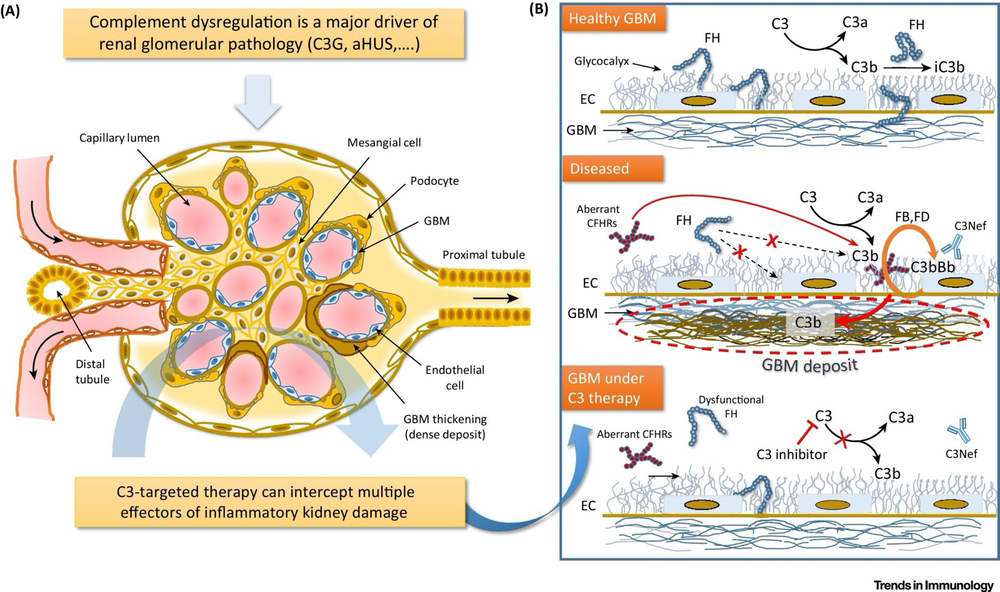 (A)
Complement dysregulation is a major driver of
renal glomerular pathology (C3G, aHUS,....)
Capillary lumen
Mesangial cell
Podocyte
GBM
Proximal tubule
Distal
tubule
Endothelial
cell
GBM thickening
(dense deposit)
C3-targeted therapy can intercept multiple
effectors of inflammatory kidney damage
(B)
Healthy GBM
FH
C3
C3a
FH
Glycocalyx
C3b
iC3b
EC
GBM
Diseased
Aberrant
CFHRs
FH
C3
C3a
FB,FD
C3Nef
C3b
C3bBb
EC
GBM
C3b
GBM deposit
GBM under
C3 therapy
Dysfunctional
FH
C3
C3a
Aberrant CFHRs
C3 inhibitor
C3Nef
C3b
EC
Trends in Immunology